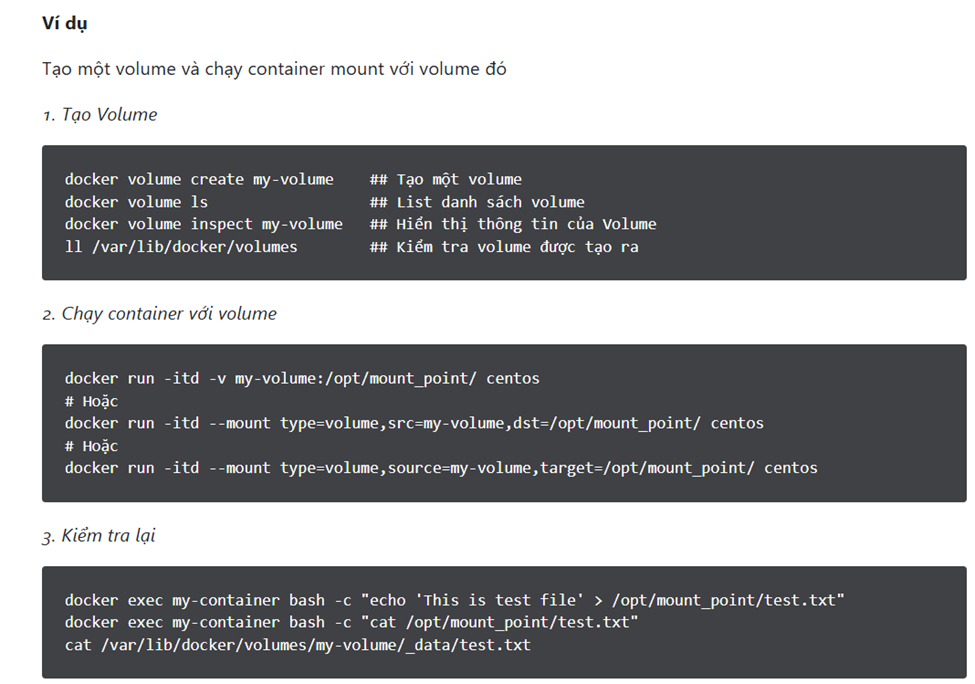 Ví dụ
Tạo một volume và chạy container mount với volume đó
1. Tạo Volume
docker volume create my-volume    ## Tạo một volume
docker volume ls                  ## List danh sách volume
docker volume inspect my-volume   ## Hiển thị thông tin của Volume
ll /var/lib/docker/volumes        ## Kiểm tra volume được tạo ra
2. Chạy container với volume
docker run -itd -v my-volume:/opt/mount_point/ centos
# Hoặc
docker run -itd --mount type=volume,src=my-volume,dst=/opt/mount_point/ centos
# Hoặc
docker run -itd --mount type=volume,source=my-volume,target=/opt/mount_point/ centos
3. Kiểm tra lại
docker exec my-container bash -c "echo 'This is test file' > /opt/mount_point/test.txt"
docker exec my-container bash -c "cat /opt/mount_point/test.txt"
cat /var/lib/docker/volumes/my-volume/_data/test.txt